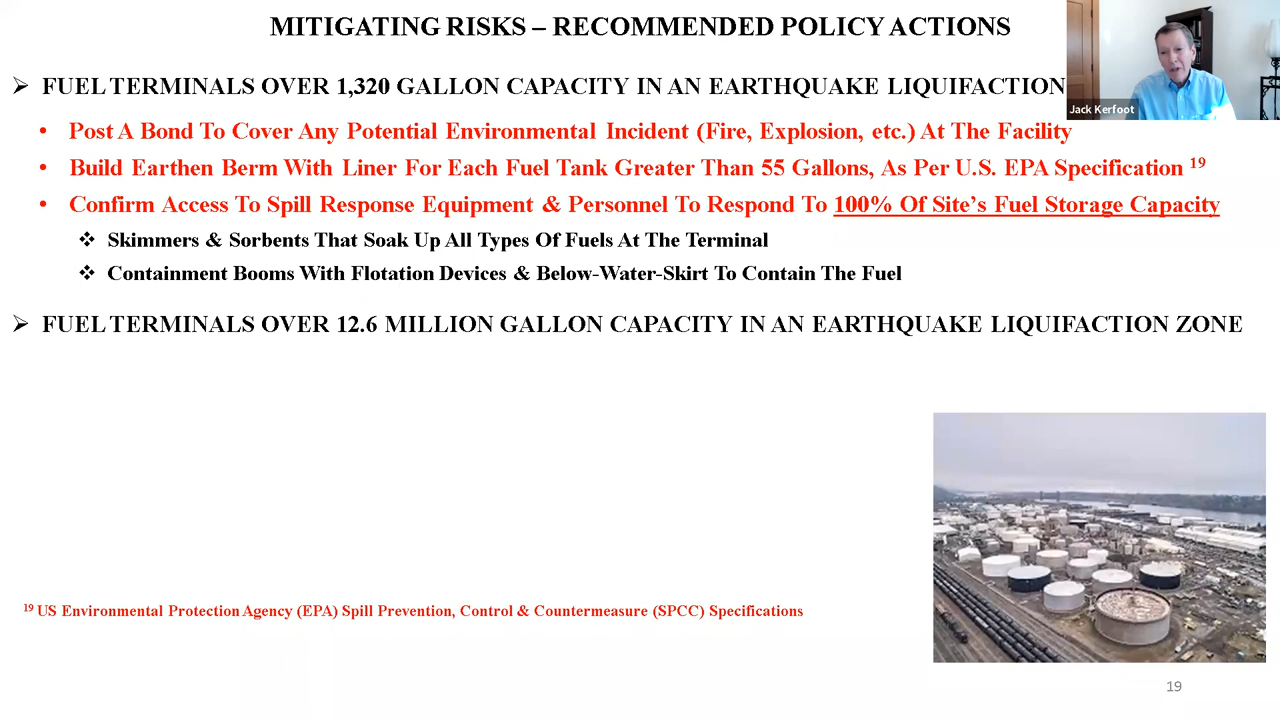 MITIGATING RISKS – RECOMMENDED POLICY ACTIONS
➢ FUEL TERMINALS OVER 1,320 GALLON CAPACITY IN AN EARTHQUAKE LIQUIFACTION
Jack Kerfoot
• Post A Bond To Cover Any Potential Environmental Incident (Fire, Explosion, etc.) At The Facility
• Build Earthen Berm With Liner For Each Fuel Tank Greater Than 55 Gallons, As Per U.S. EPA Specification 19
• Confirm Access To Spill Response Equipment & Personnel To Respond To 100% Of Site's Fuel Storage Capacity
❖ Skimmers & Sorbents That Soak Up All Types Of Fuels At The Terminal
❖ Containment Booms With Flotation Devices & Below-Water-Skirt To Contain The Fuel
➢ FUEL TERMINALS OVER 12.6 MILLION GALLON CAPACITY IN AN EARTHQUAKE LIQUIFACTION ZONE
19 US Environmental Protection Agency (EPA) Spill Prevention, Control & Countermeasure (SPCC) Specifications
19